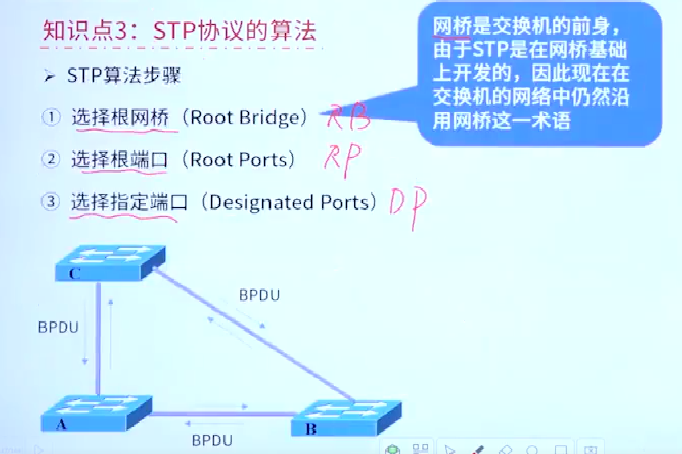 知识点3：STP协议的算法
网桥是交换机的前身，
由于STP是在网桥基础
上开发的，因此现在在
交换机的网络中仍然沿
用网桥这一术语
➤ STP算法步骤
① 选择根网桥（Root Bridge） RB
② 选择根端口（Root Ports） RP
③ 选择指定端口（Designated Ports） DP
C
BPDU
BPDU
A
B
BPDU